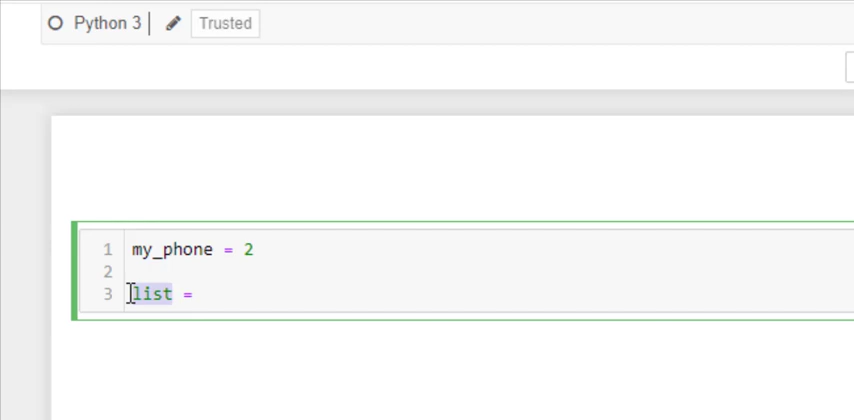 Python 3
Trusted
1 my_phone = 2
2
3 list =